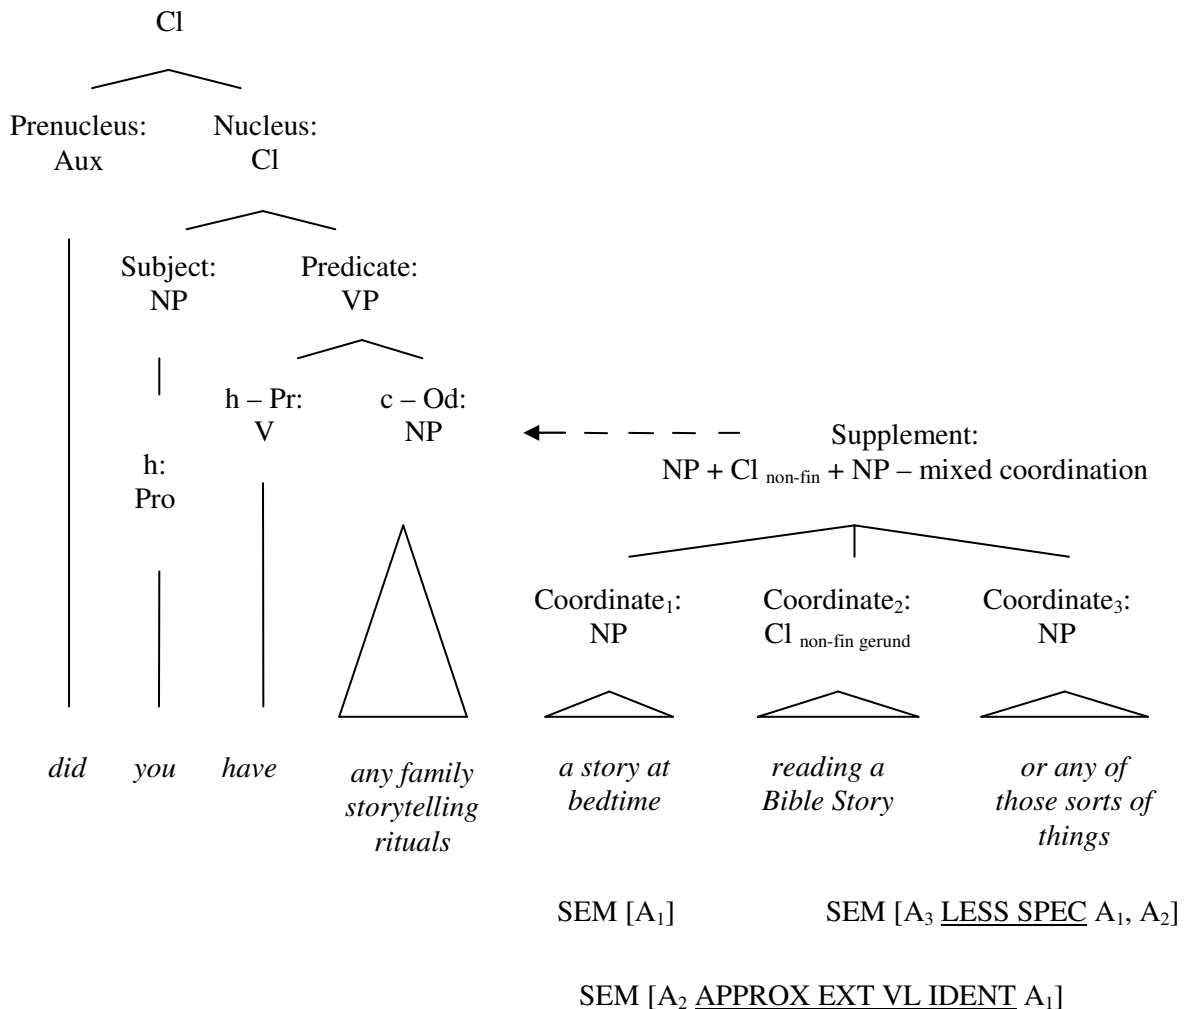 Cl
Prenucleus: Nucleus:
Aux Cl
Subject: Predicate:
NP VP
h – Pr: c – Od:
V NP
Supplement:
NP + Cl non-fin + NP – mixed coordination
h:
Pro
Coordinate1: Coordinate2: Coordinate3:
NP Cl non-fin gerund NP
did you have any family a story at reading a or any of
storytelling bedtime Bible Story those sorts of
rituals things
SEM [A1] SEM [A3 LESS SPEC A1, A2]
SEM [A2 APPROX EXT VL IDENT A1]